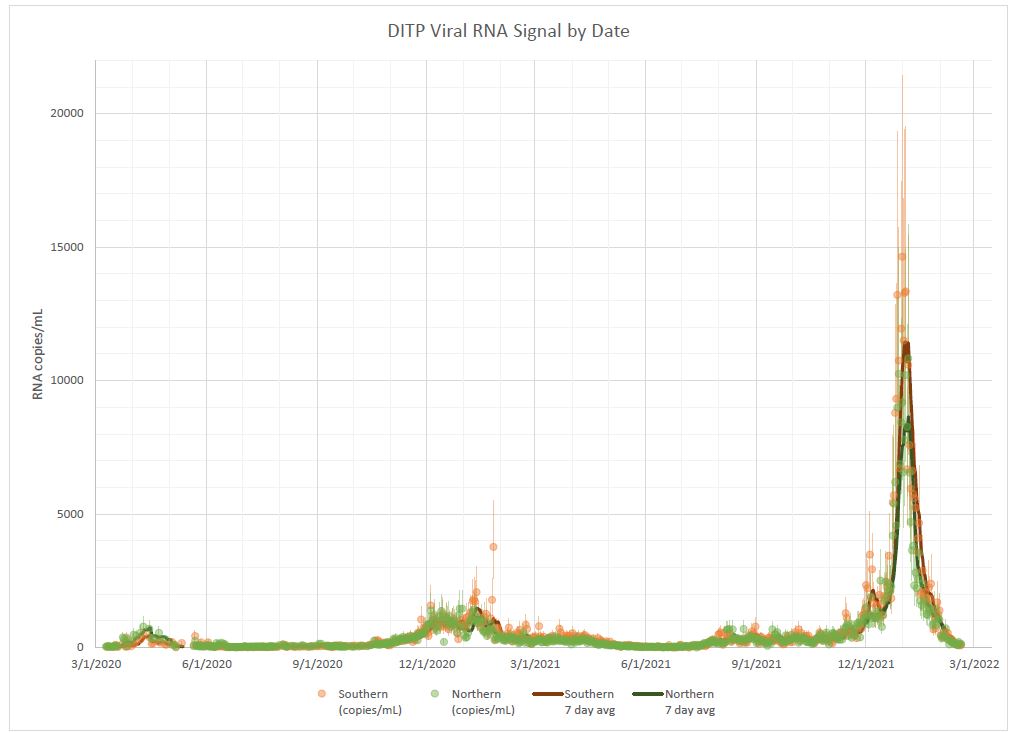 DITP Viral RNA Signal by Date
RNA copies/mL
20000
15000
10000
5000
0
3/1/2020 6/1/2020 9/1/2020 12/1/2020 3/1/2021 6/1/2021 9/1/2021 12/1/2021 3/1/2022
Southern Northern Southern Northern
(copies/mL) (copies/mL) 7 day avg 7 day avg